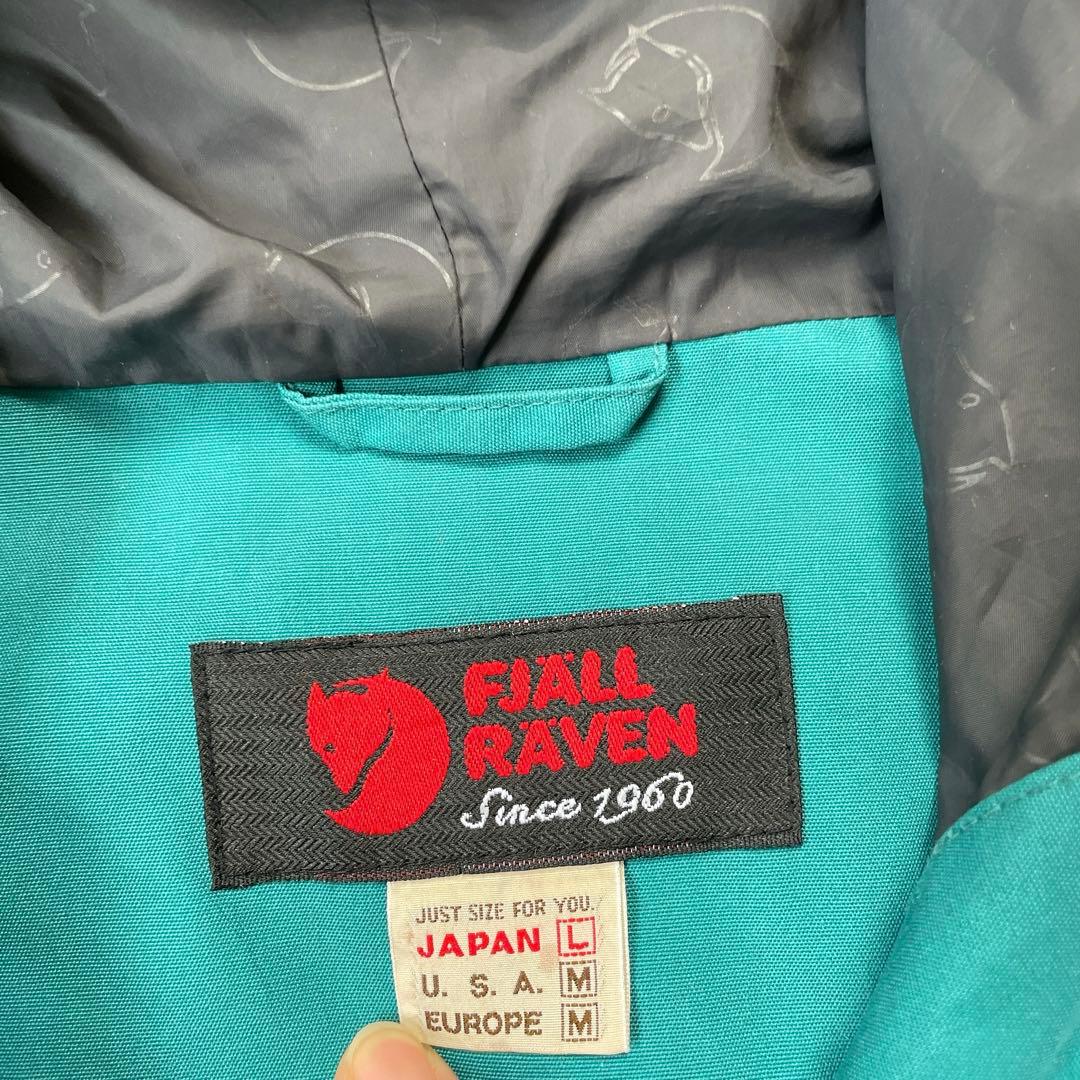 FJÄLL
RÄVEN
Since 1960
JUST SIZE FOR YOU.
JAPAN L
U. S. A. M
EUROPE M